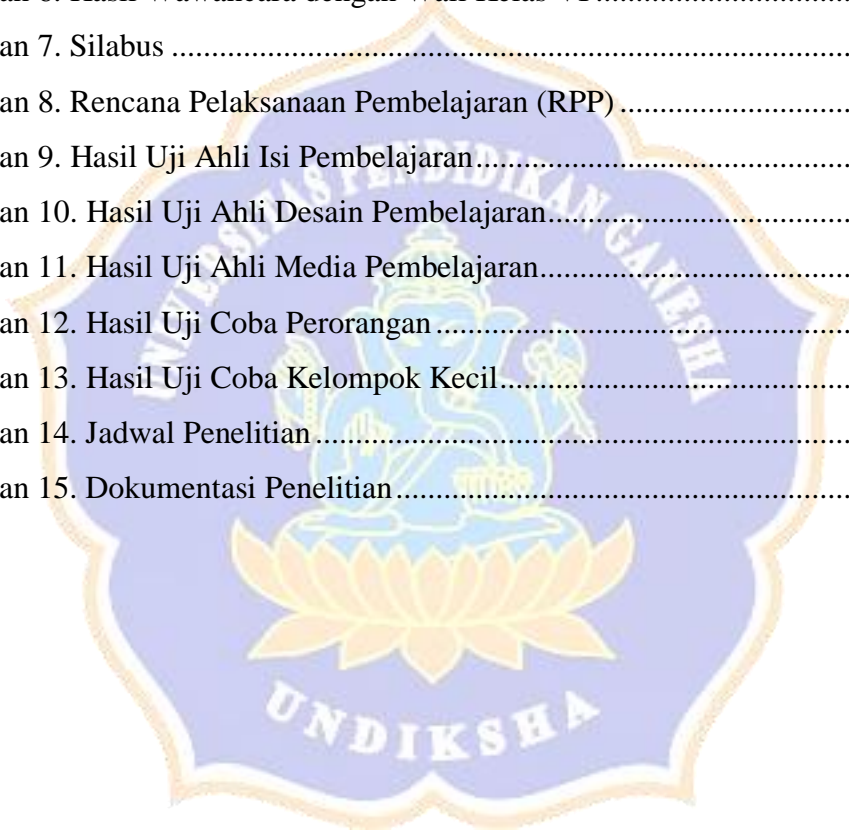 an 6. Hasil Wawancara dengan Wali Kelas VI ................................
an 7. Silabus .....................................................................................
an 8. Rencana Pelaksanaan Pembelajaran (RPP) .............................
an 9. Hasil Uji Ahli Isi Pembelajaran ...............................................
an 10. Hasil Uji Ahli Desain Pembelajaran ......................................
an 11. Hasil Uji Ahli Media Pembelajaran .......................................
an 12. Hasil Uji Coba Perorangan ....................................................
an 13. Hasil Uji Coba Kelompok Kecil ............................................
an 14. Jadwal Penelitian ...................................................................
an 15. Dokumentasi Penelitian .........................................................
UNIVERSITAS PENDIDIKAN GANESHA
UNDIKSHA